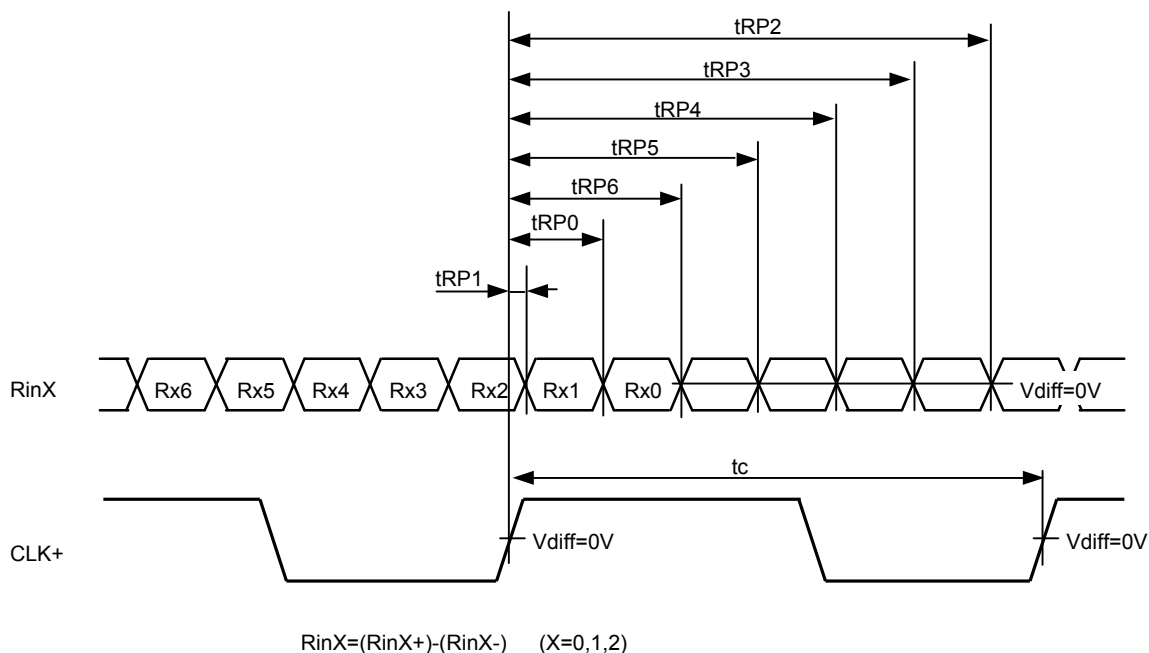 tRP2
tRP3
tRP4
tRP5
tRP6
tRP0
tRP1
RinX Rx6 Rx5 Rx4 Rx3 Rx2 Rx1 Rx0 Vdiff=0V
tc
CLK+ Vdiff=0V Vdiff=0V
RinX=(RinX+)-(RinX-) (X=0,1,2)